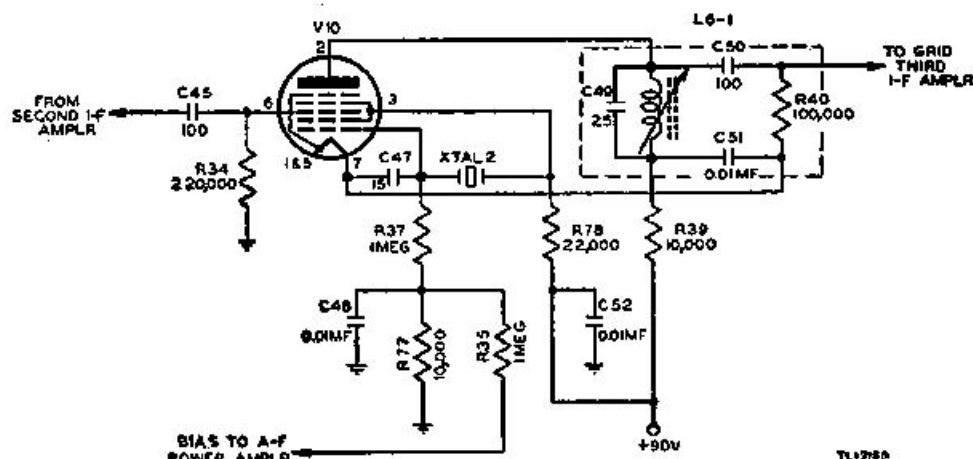 L6-1
V10
2
C50
100
TO GRID
THIRD
I-F AMPLR
C45
100
6
3
FROM
SECOND I-F
AMPLR
C49
25
R40
100,000
C51
0.01MF
1&5
7
C47
15
XTAL 2
R34
220,000
R37
1MEG
R78
22,000
R39
10,000
C48
0.01MF
R77
10,000
R35
1MEG
C52
0.01MF
+90V
BIAS TO A-F
POWER AMPLR